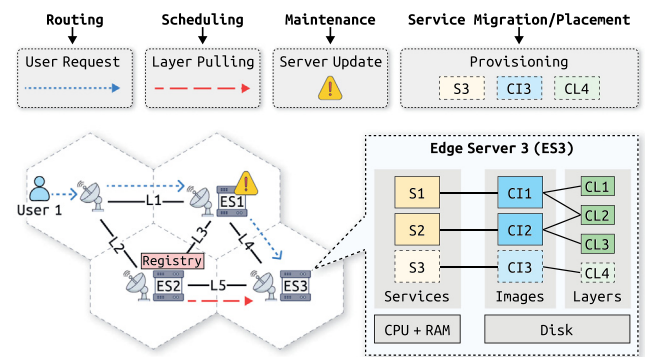 Routing
Scheduling
Maintenance
Service Migration/Placement
User Request
Layer Pulling
Server Update
Provisioning
S3
CI3
CL4
User 1
L1
ES1
L2
L3
L4
Registry
ES2
L5
ES3
Edge Server 3 (ES3)
S1
CI1
CL1
CL2
S2
CI2
CL3
S3
CI3
CL4
Services
Images
Layers
CPU + RAM
Disk